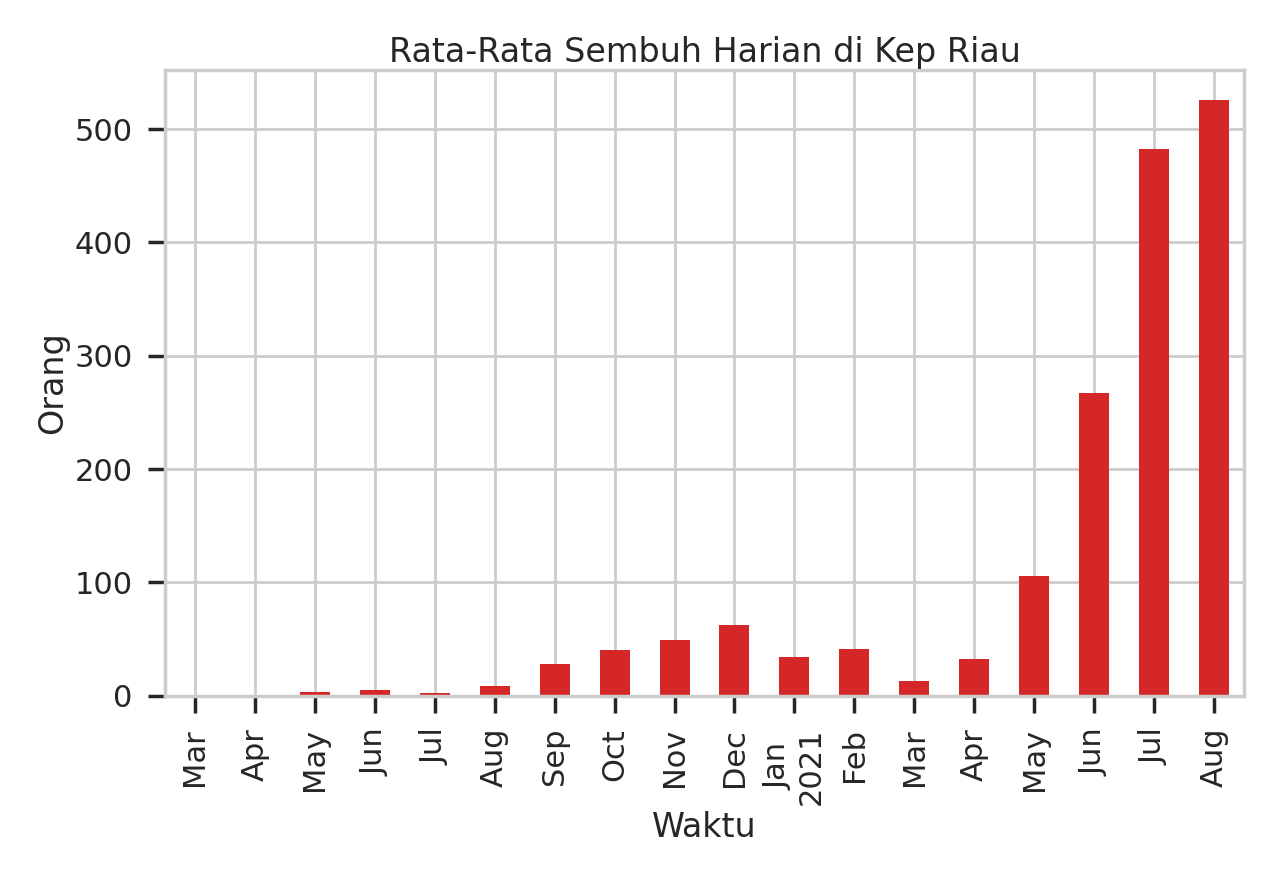 Rata-Rata Sembuh Harian di Kep Riau
Orang
500
400
300
200
100
0
Mar
Apr
May
Jun
Jul
Aug
Sep
Oct
Nov
Dec
Jan
2021
Feb
Mar
Apr
May
Jun
Jul
Aug
Waktu